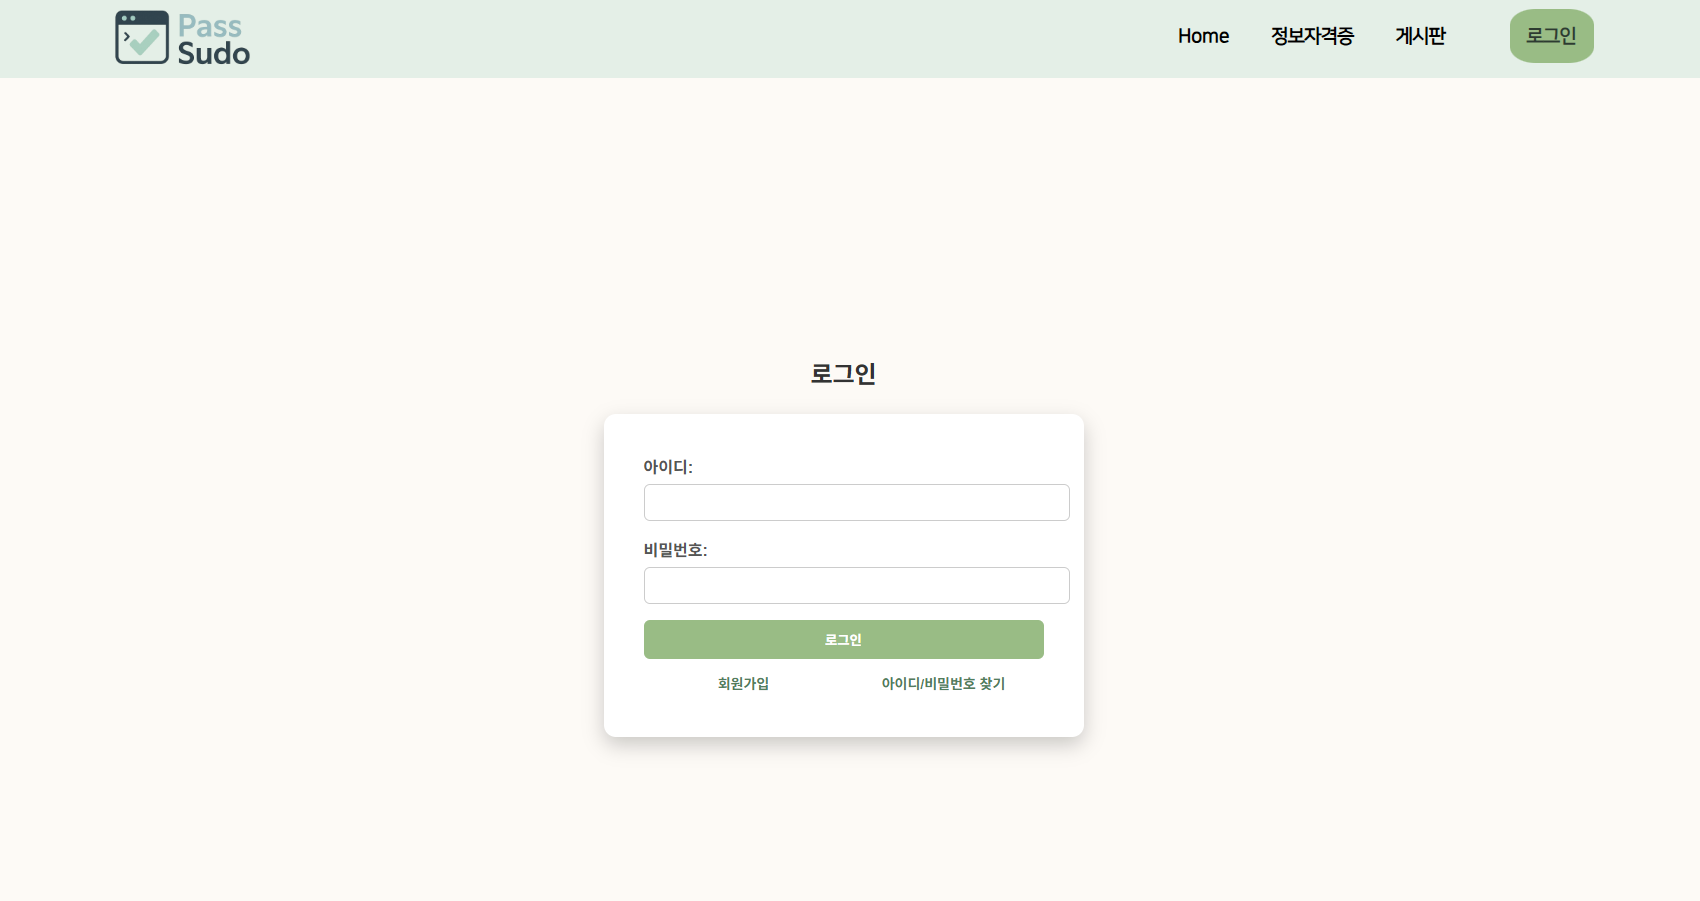 Pass
Sudo
Home 정보자격증 게시판 로그인
로그인
아이디:
비밀번호:
로그인
회원가입 아이디/비밀번호 찾기